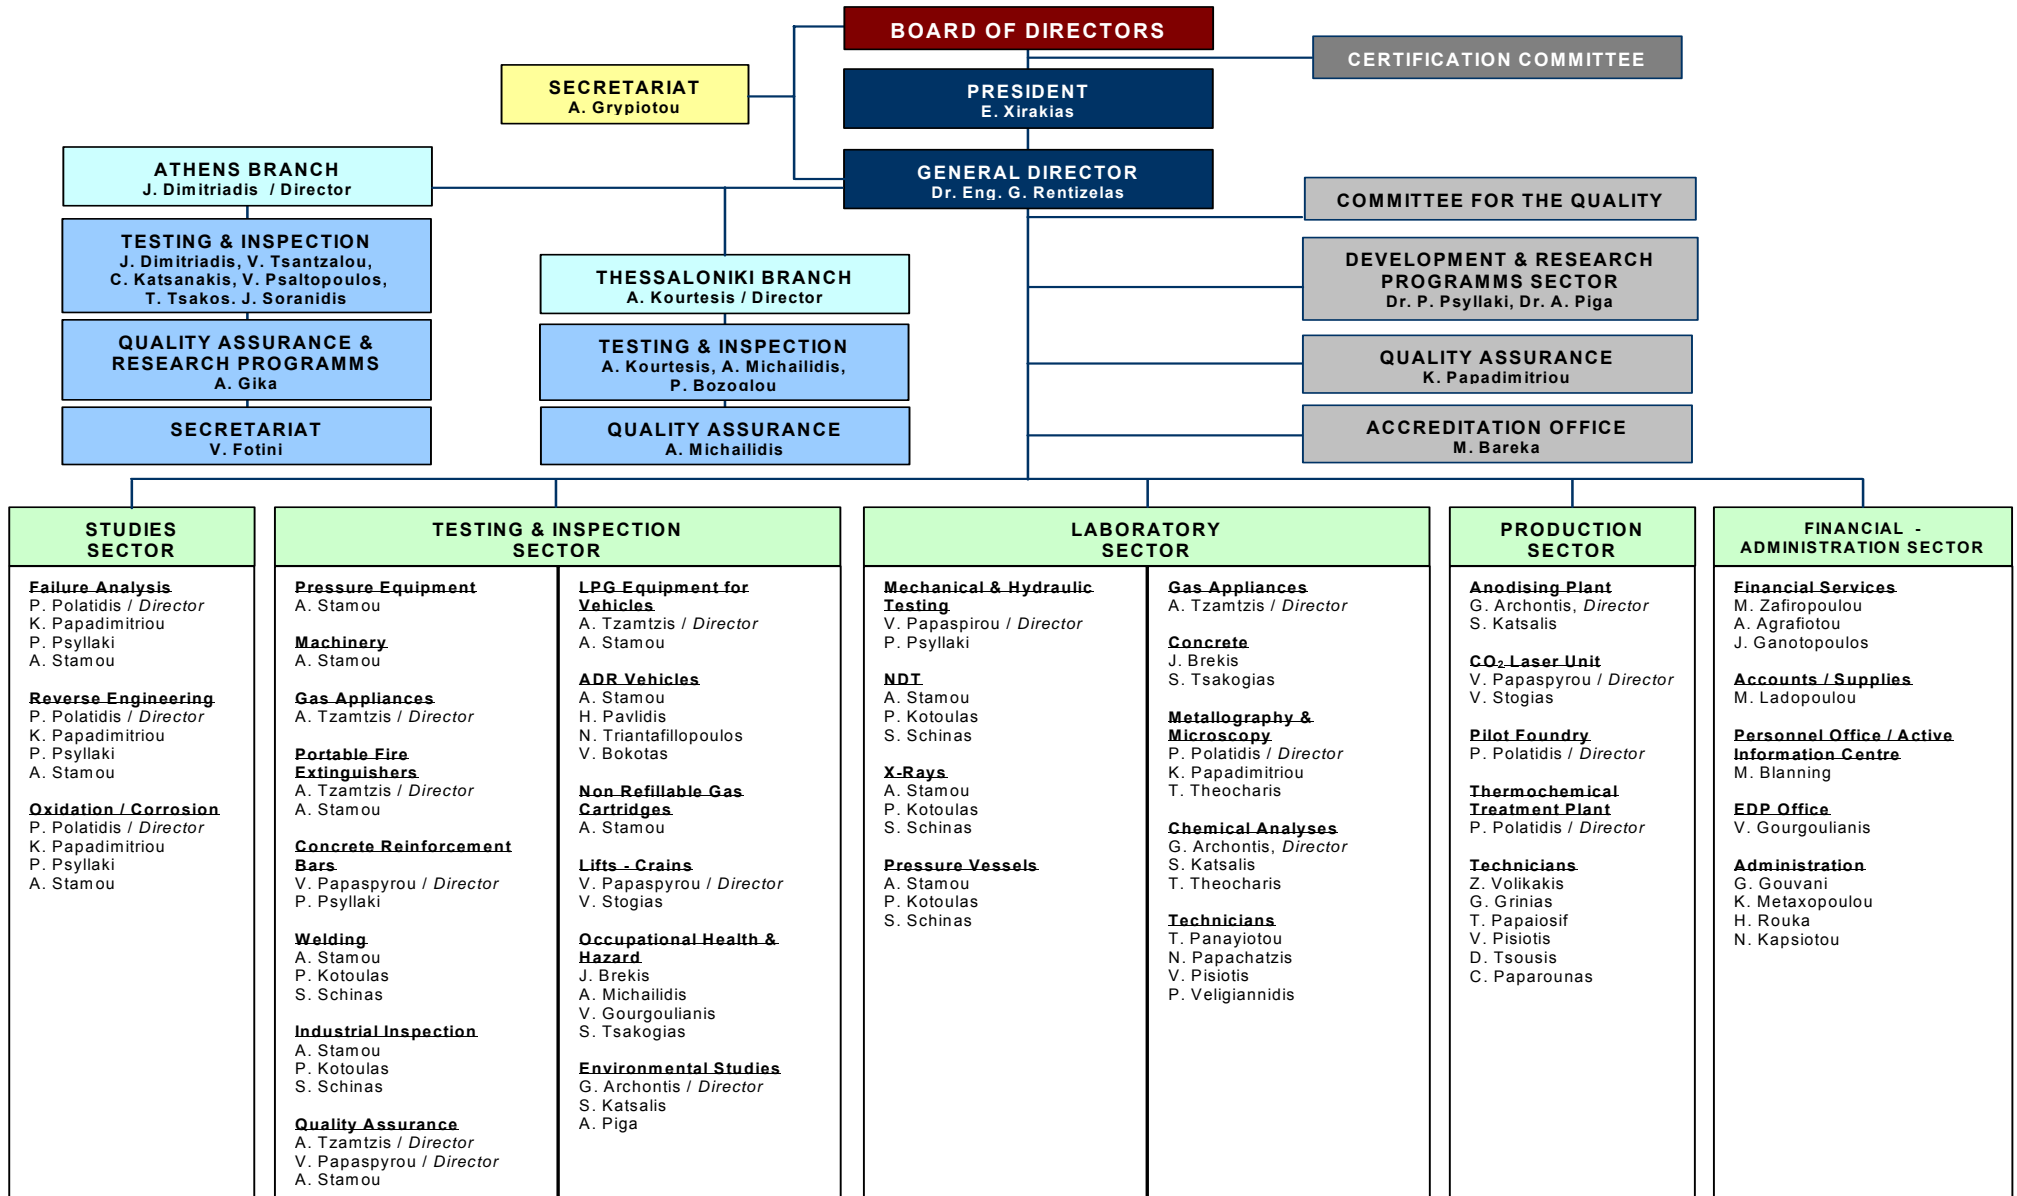 BOARD OF DIRECTORS
CERTIFICATION COMMITTEE
SECRETARIAT
A. Grypiotou
PRESIDENT
E. Xirakias
ATHENS BRANCH
J. Dimitriadis / Director
GENERAL DIRECTOR
Dr. Eng. G. Rentizelas
COMMITTEE FOR THE QUALITY
TESTING & INSPECTION
J. Dimitriadis, V. Tsantzalou,
C. Katsanakis, V. Psaltopoulos,
T. Tsakos. J. Soranidis
THESSALONIKI BRANCH
A. Kourtesis / Director
DEVELOPMENT & RESEARCH
PROGRAMMS SECTOR
Dr. P. Psyllaki, Dr. A. Piga
QUALITY ASSURANCE &
RESEARCH PROGRAMMS
A. Gika
TESTING & INSPECTION
A. Kourtesis, A. Michailidis,
P. Bozoglou
QUALITY ASSURANCE
K. Papadimitriou
SECRETARIAT
V. Fotini
QUALITY ASSURANCE
A. Michailidis
ACCREDITATION OFFICE
M. Bareka
STUDIES
SECTOR
Failure Analysis
P. Polatidis / Director
K. Papadimitriou
P. Psyllaki
A. Stamou
Reverse Engineering
P. Polatidis / Director
K. Papadimitriou
P. Psyllaki
A. Stamou
Oxidation / Corrosion
P. Polatidis / Director
K. Papadimitriou
P. Psyllaki
A. Stamou
TESTING & INSPECTION
SECTOR
Pressure Equipment
A. Stamou
Machinery
A. Stamou
Gas Appliances
A. Tzamtzis / Director
Portable Fire
Extinguishers
A. Tzamtzis / Director
A. Stamou
Concrete Reinforcement
Bars
V. Papaspyrou / Director
P. Psyllaki
Welding
A. Stamou
P. Kotoulas
S. Schinas
Industrial Inspection
A. Stamou
P. Kotoulas
S. Schinas
Quality Assurance
A. Tzamtzis / Director
V. Papaspyrou / Director
A. Stamou
LPG Equipment for
Vehicles
A. Tzamtzis / Director
A. Stamou
ADR Vehicles
A. Stamou
H. Pavlidis
N. Triantafillopoulos
V. Bokotas
Non Refillable Gas
Cartridges
A. Stamou
Lifts - Crains
V. Papaspyrou / Director
V. Stogias
Occupational Health &
Hazard
J. Brekis
A. Michailidis
V. Gourgoulianis
S. Tsakogias
Environmental Studies
G. Archontis / Director
S. Katsalis
A. Piga
LABORATORY
SECTOR
Mechanical & Hydraulic
Testing
V. Papaspirou / Director
P. Psyllaki
NDT
A. Stamou
P. Kotoulas
S. Schinas
X-Rays
A. Stamou
P. Kotoulas
S. Schinas
Pressure Vessels
A. Stamou
P. Kotoulas
S. Schinas
Gas Appliances
A. Tzamtzis / Director
Concrete
J. Brekis
S. Tsakogias
Metallography &
Microscopy
P. Polatidis / Director
K. Papadimitriou
T. Theocharis
Chemical Analyses
G. Archontis, Director
S. Katsalis
T. Theocharis
Technicians
T. Panayiotou
N. Papachatzis
V. Pisiotis
P. Veligiannidis
PRODUCTION
SECTOR
Anodising Plant
G. Archontis, Director
S. Katsalis
CO₂ Laser Unit
V. Papaspyrou / Director
V. Stogias
Pilot Foundry
P. Polatidis / Director
Thermochemical
Treatment Plant
P. Polatidis / Director
Technicians
Z. Volikakis
G. Grinias
T. Papaiosif
V. Pisiotis
D. Tsousis
C. Paparounas
FINANCIAL -
ADMINISTRATION SECTOR
Financial Services
M. Zafiropoulou
A. Agrafiotou
J. Ganotopoulos
Accounts / Supplies
M. Ladopoulou
Personnel Office / Active
Information Centre
M. Blanning
EDP Office
V. Gourgoulianis
Administration
G. Gouvani
K. Metaxopoulou
H. Rouka
N. Kapsiotou